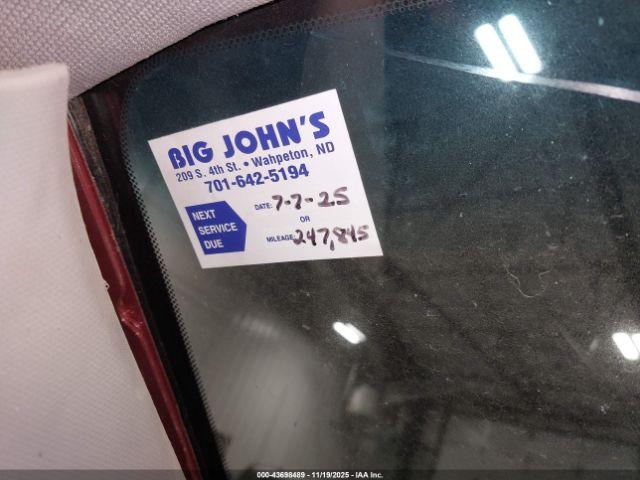 BIG JOHN'S
209 S. 4th St. • Wahpeton, ND
701-642-5194
NEXT SERVICE DUE
DATE: 7-7-25
OR
MILEAGE: 247,845
000-43698489 - 11/19/2025 - IAA Inc.